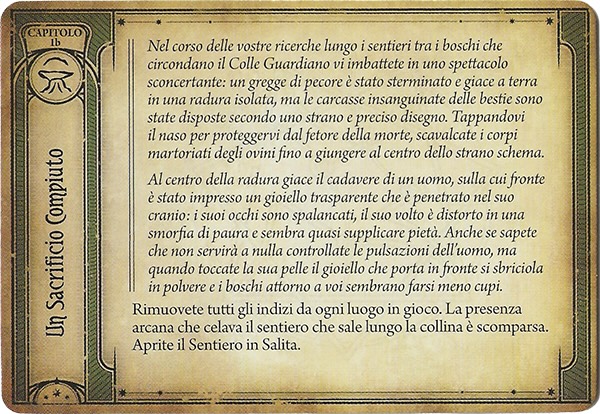 CAPITOLO
1b
Un Sacrificio Compiuto
Nel corso delle vostre ricerche lungo i sentieri tra i boschi che
circondano il Colle Guardiano vi imbattete in uno spettacolo
sconcertante: un gregge di pecore è stato sterminato e giace a terra
in una radura isolata, ma le carcasse insanguinate delle bestie sono
state disposte secondo uno strano e preciso disegno. Tappandovi
il naso per proteggervi dal fetore della morte, scavalcate i corpi
martoriati degli ovini fino a giungere al centro dello strano schema.
Al centro della radura giace il cadavere di un uomo, sulla cui fronte
è stato impresso un gioiello trasparente che è penetrato nel suo
cranio: i suoi occhi sono spalancati, il suo volto è distorto in una
smorfia di paura e sembra quasi supplicare pietà. Anche se sapete
che non servirà a nulla controllate le pulsazioni dell'uomo, ma
quando toccate la sua pelle il gioiello che porta in fronte si sbriciola
in polvere e i boschi attorno a voi sembrano farsi meno cupi.
Rimuovete tutti gli indizi da ogni luogo in gioco. La presenza
arcana che celava il sentiero che sale lungo la collina è scomparsa.
Aprite il Sentiero in Salita.